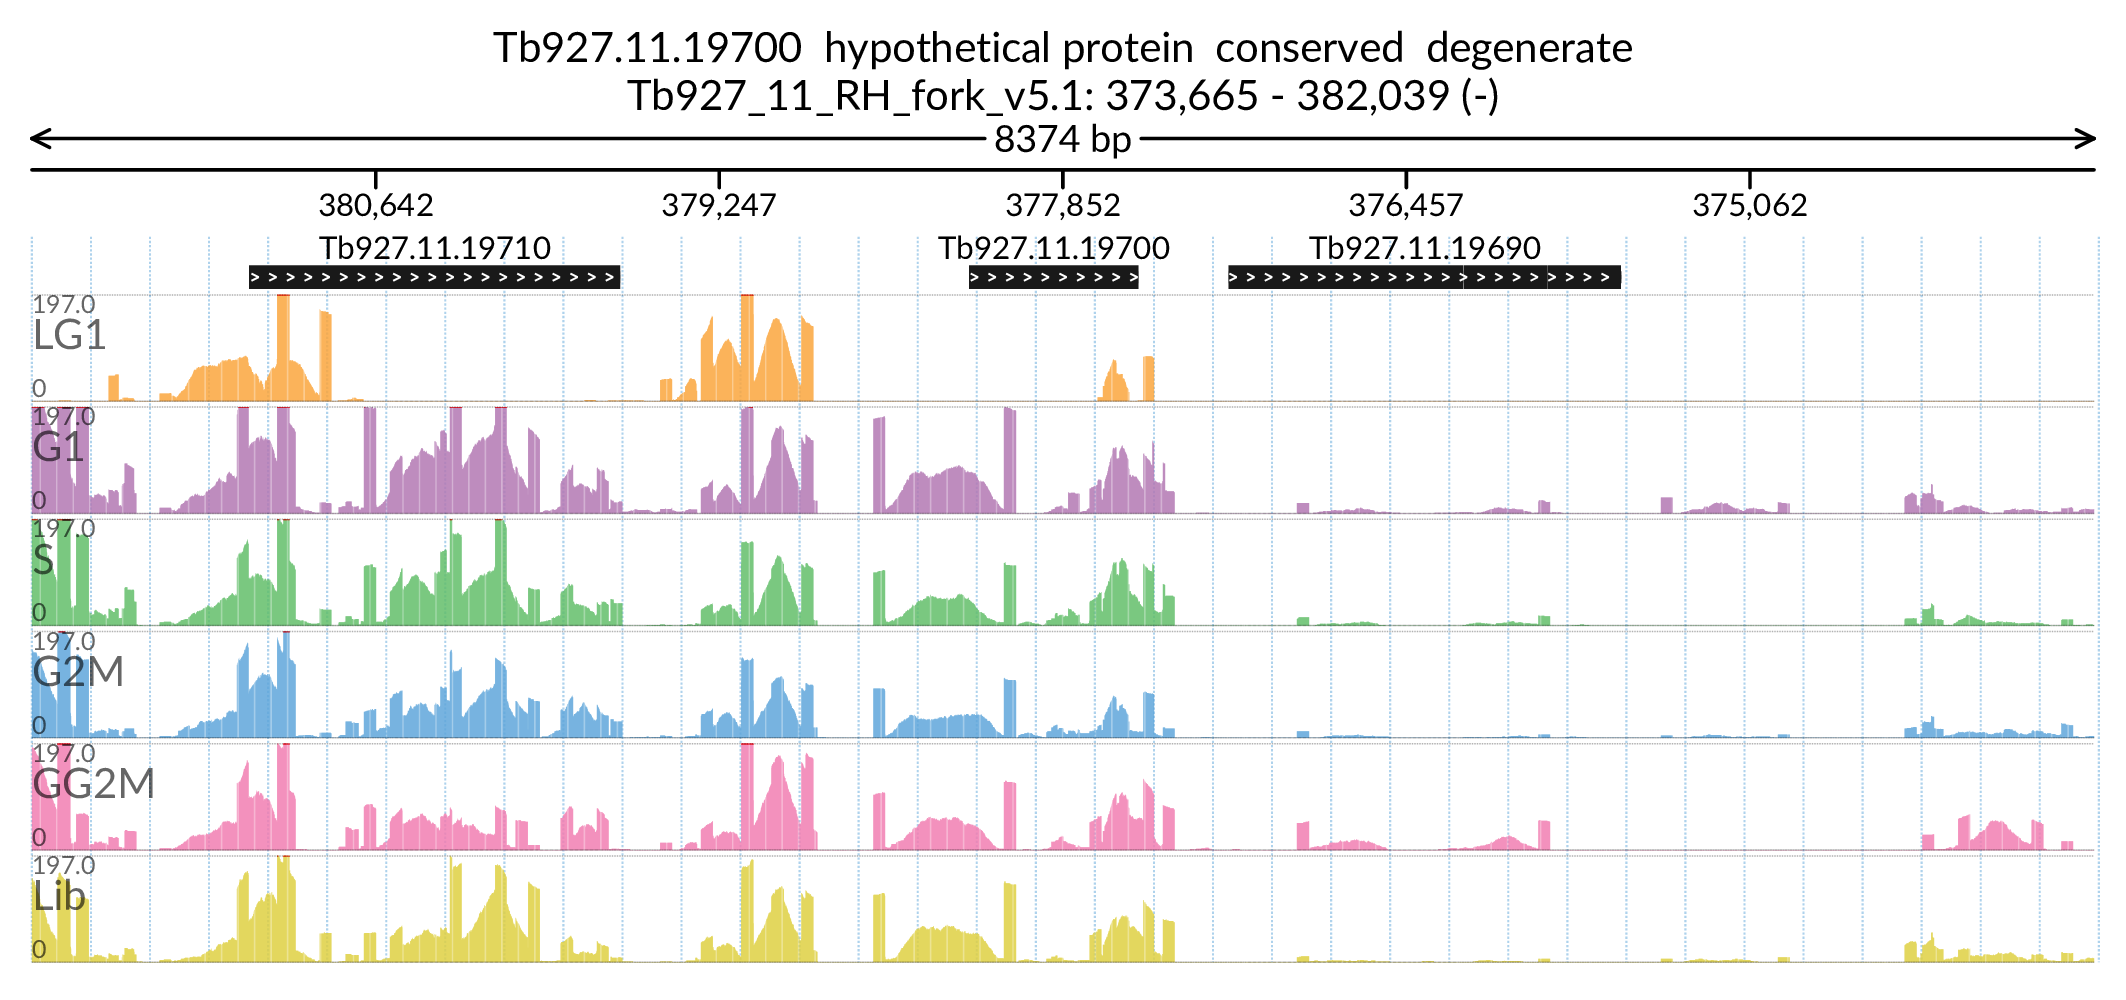 Tb927.11.19700 hypothetical protein conserved degenerate
Tb927_11_RH_fork_v5.1: 373,665 - 382,039 (-)
8374 bp
380,642 379,247 377,852 376,457 375,062
Tb927.11.19710 Tb927.11.19700 Tb927.11.19690
197.0
LG1
0
197.0
G1
0
197.0
S
0
197.0
G2M
0
197.0
GG2M
0
197.0
Lib
0